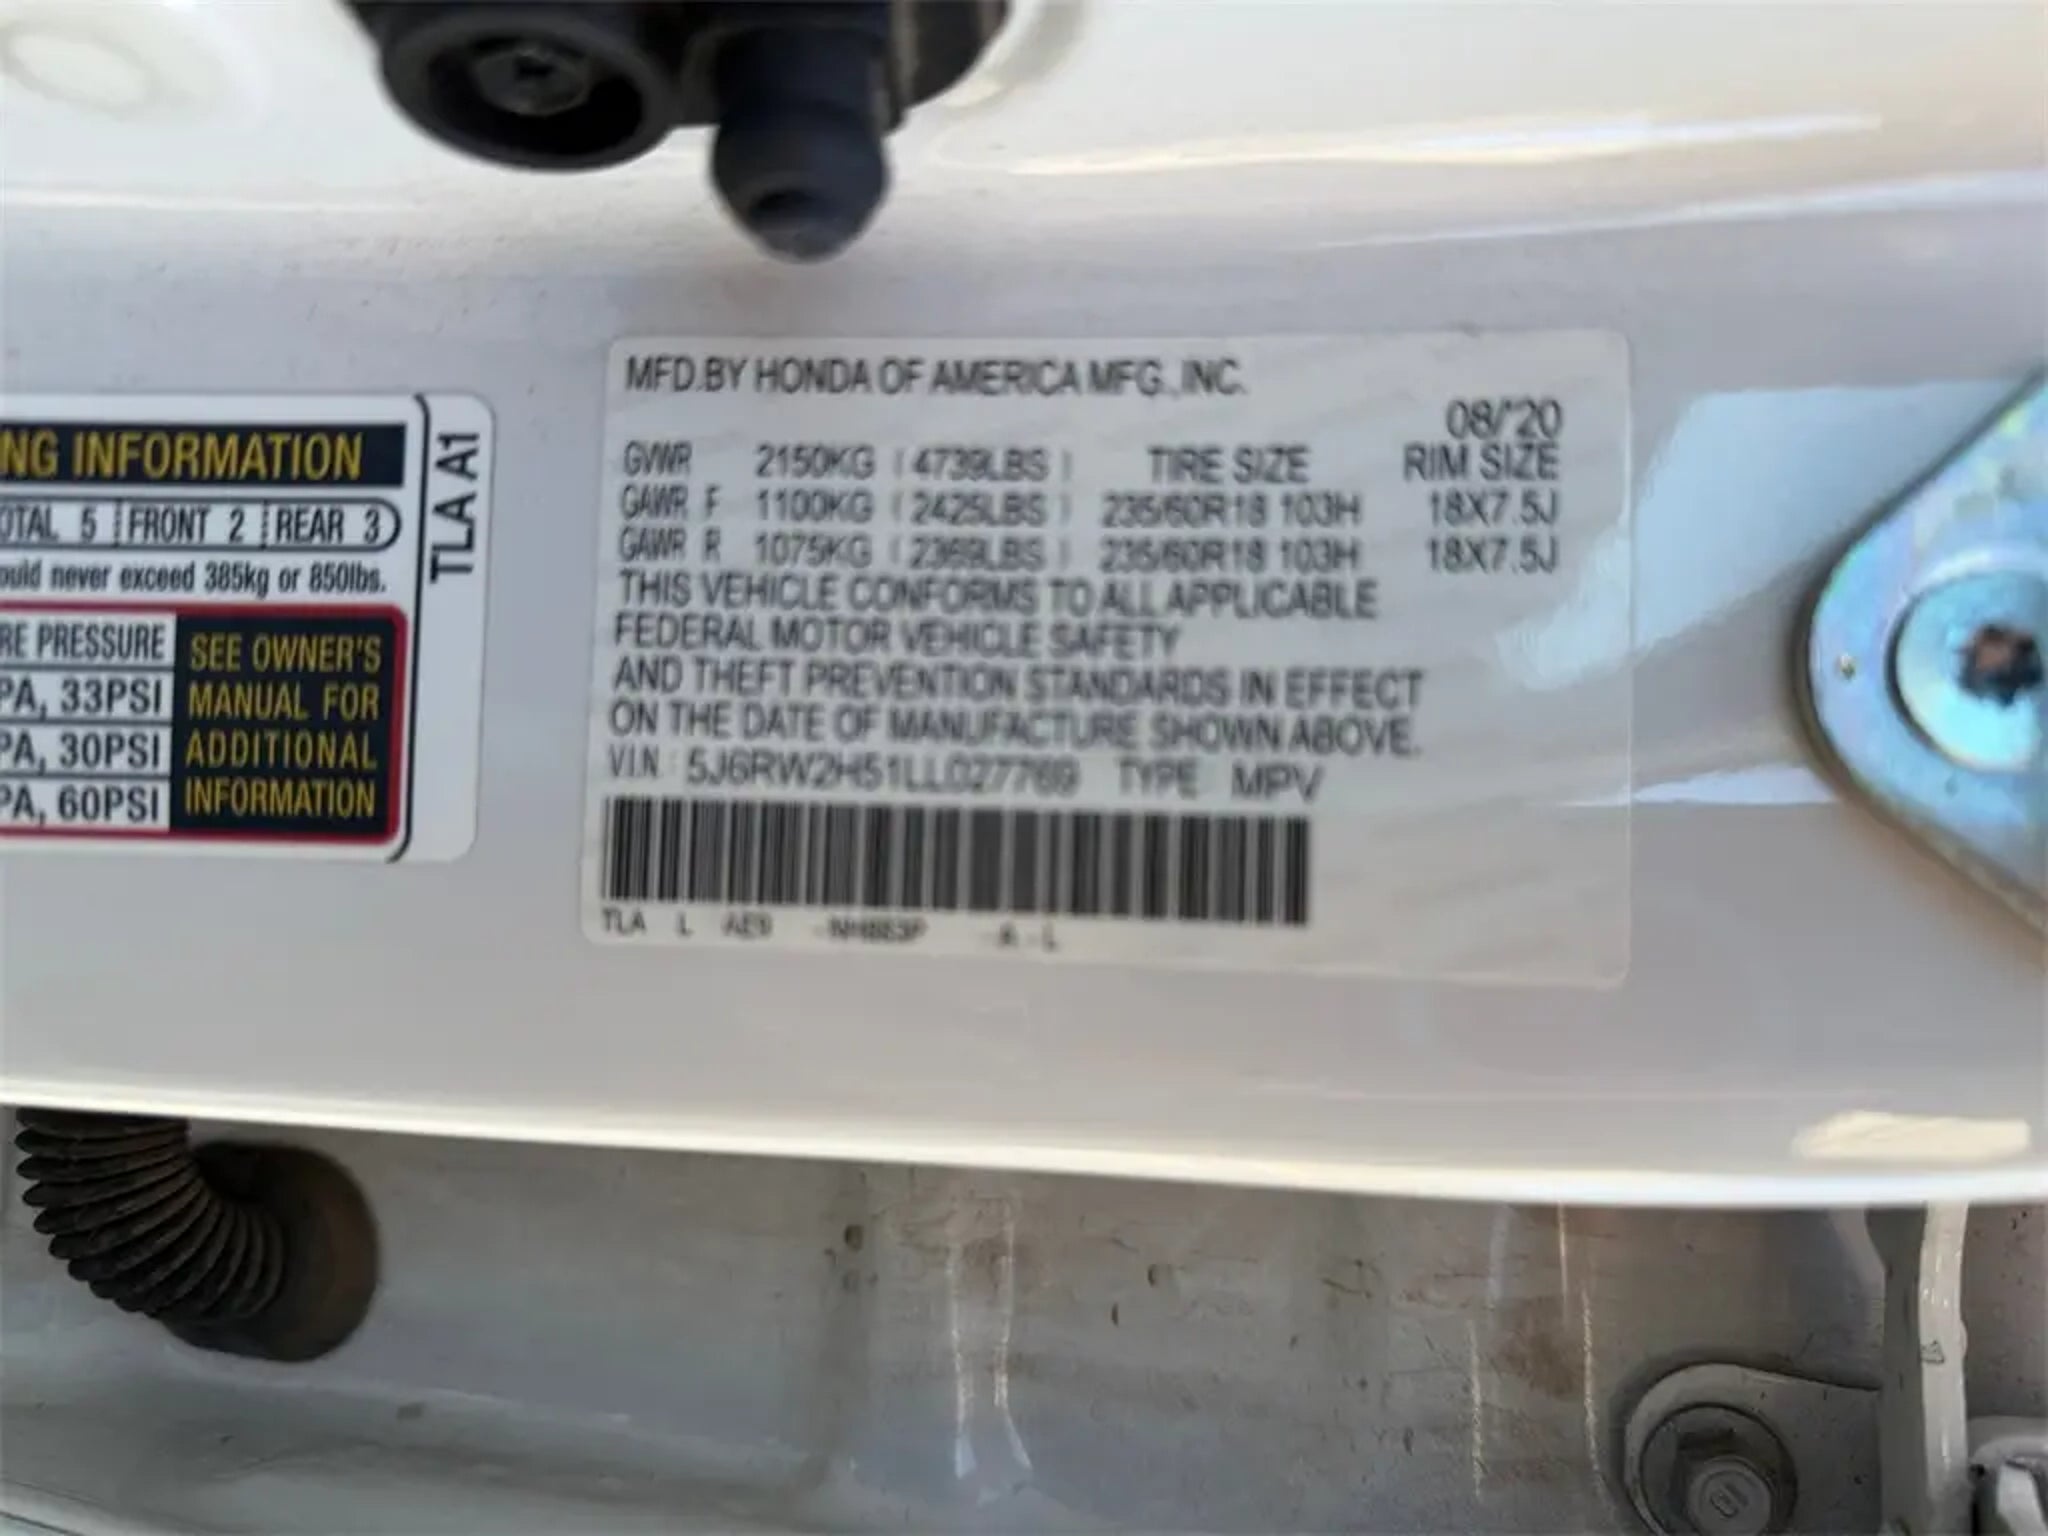 NG INFORMATION
OTAL 5 FRONT 2 REAR 3
ould never exceed 385kg or 850lbs.
RE PRESSURE
PA, 33PSI
PA, 30PSI
PA, 60PSI
SEE OWNER'S
MANUAL FOR
ADDITIONAL
INFORMATION
TLA A1
MFD.BY HONDA OF AMERICA MFG.,INC.
08/'20
GVWR 2150KG (4739LBS) TIRE SIZE RIM SIZE
GAWR F 1100KG (2425LBS) 235/60R18 103H 18X7.5J
GAWR R 1075KG (2369LBS) 235/60R18 103H 18X7.5J
THIS VEHICLE CONFORMS TO ALL APPLICABLE
FEDERAL MOTOR VEHICLE SAFETY
AND THEFT PREVENTION STANDARDS IN EFFECT
ON THE DATE OF MANUFACTURE SHOWN ABOVE.
V.I.N.: 5J6RW2H51LL027769 TYPE: MPV
TLA L AE9 -NH883P -A -L